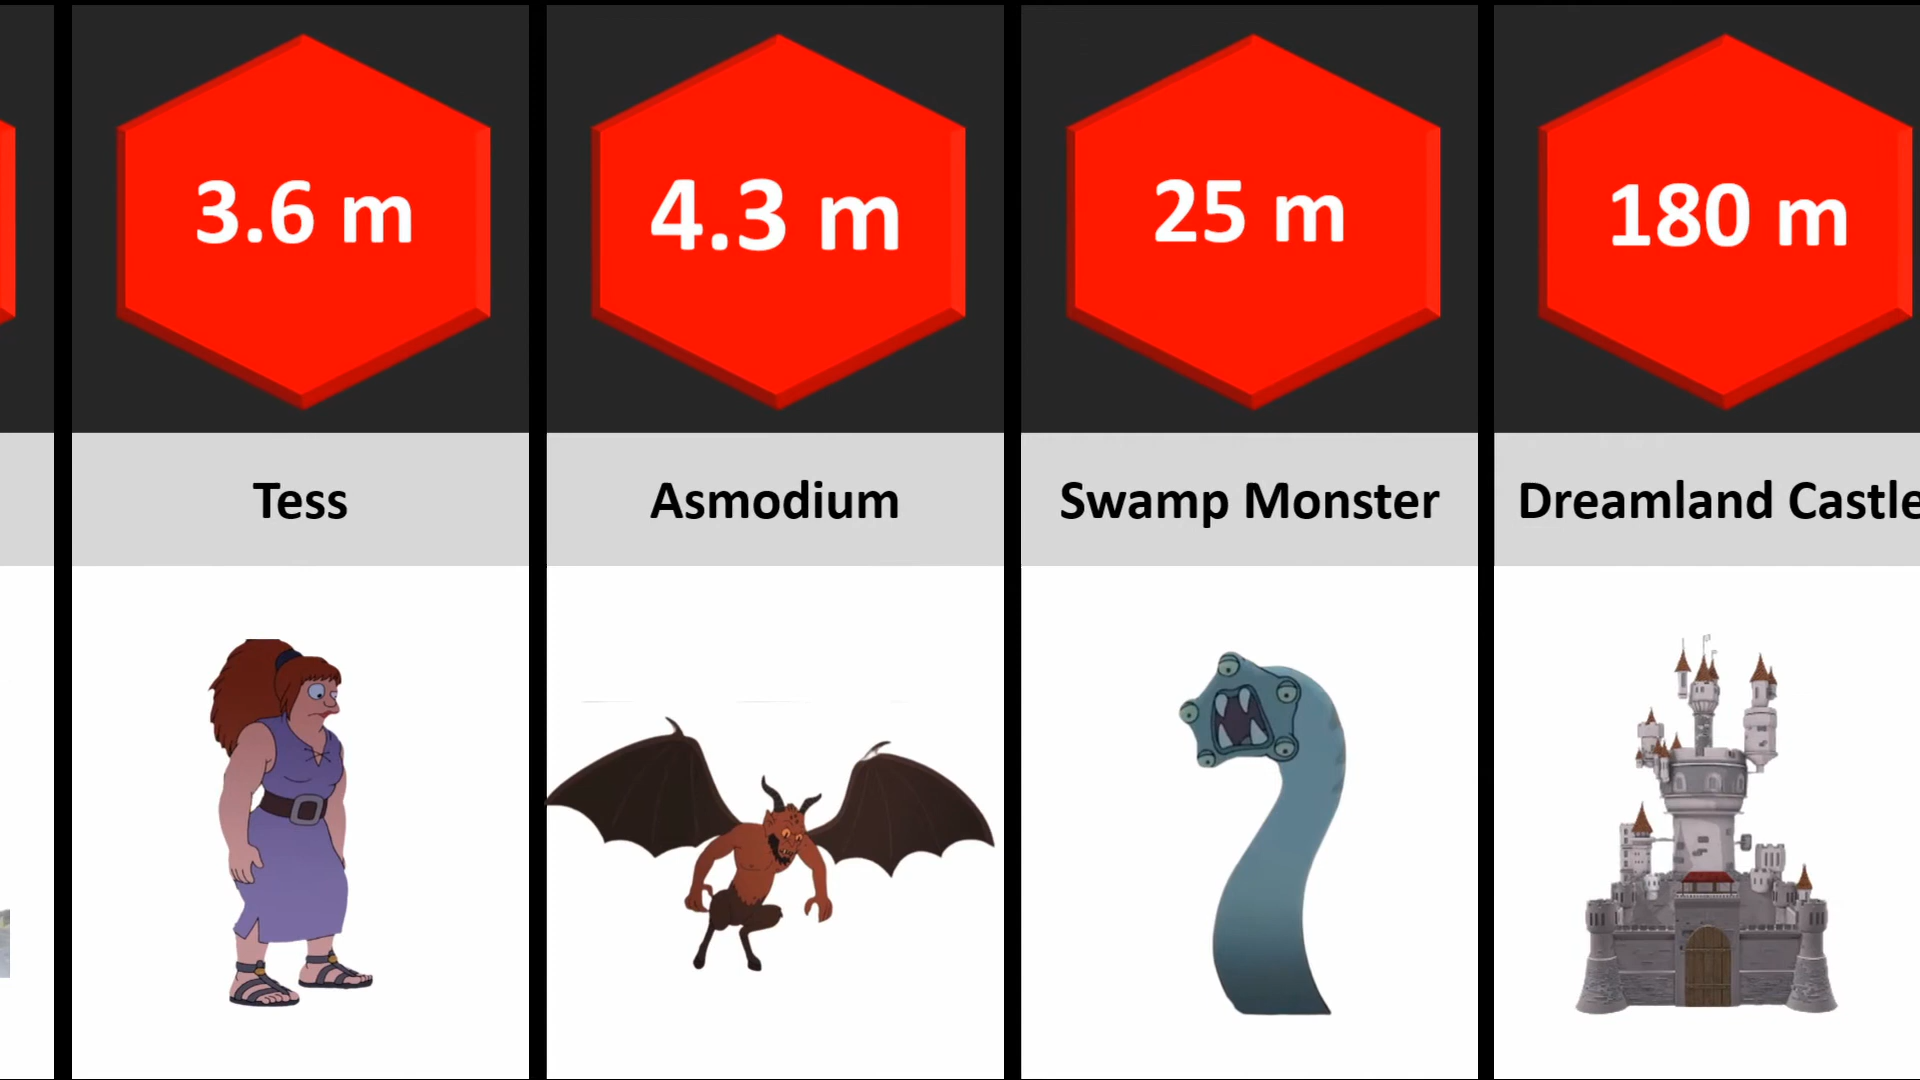 3.6 m
4.3 m
25 m
180 m
Tess
Asmodium
Swamp Monster
Dreamland Castle